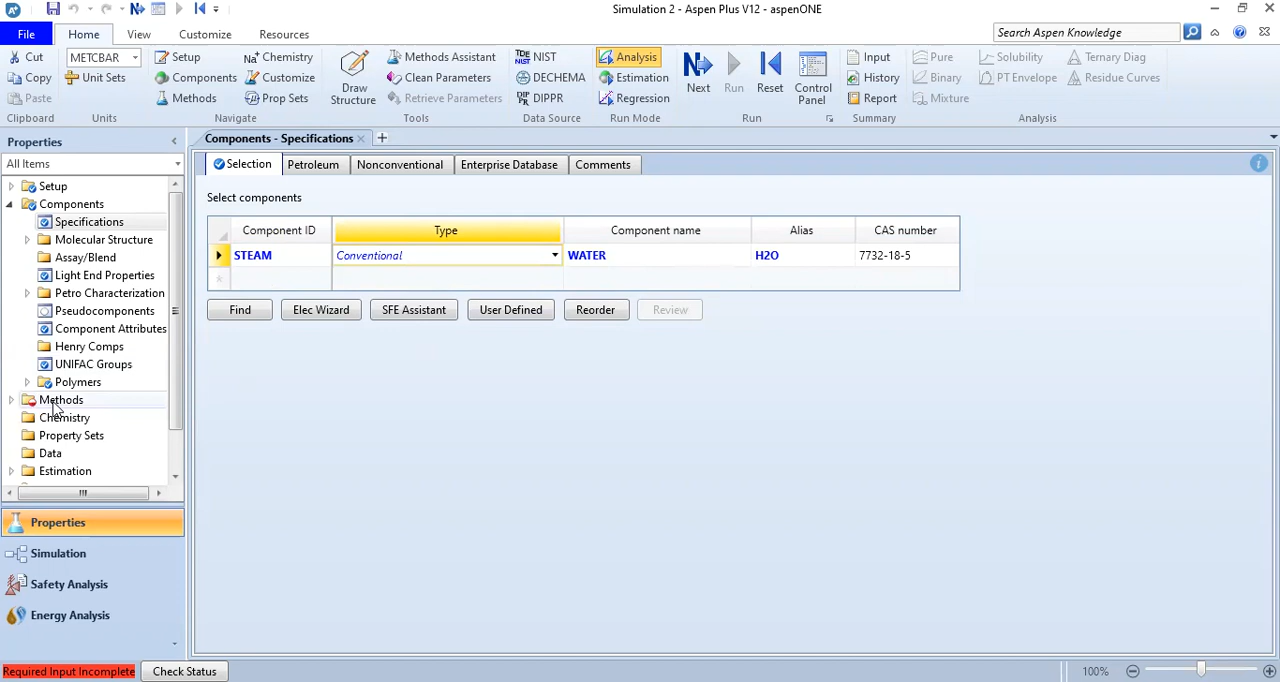 Simulation 2 - Aspen Plus V12 - aspenONE
File Home View Customize Resources Search Aspen Knowledge
Cut METCBAR Setup Chemistry Methods Assistant NIST Analysis Input Pure Solubility Ternary Diag
Copy Unit Sets Components Customize Clean Parameters DECHEMA Estimation History Binary PT Envelope Residue Curves
Paste Methods Prop Sets Draw Structure Retrieve Parameters DIPPR Regression Next Run Reset Control Panel Report Mixture
Clipboard Units Navigate Tools Data Source Run Mode Run Summary Analysis
Properties
All Items
Setup
Components
Specifications
Molecular Structure
Assay/Blend
Light End Properties
Petro Characterization
Pseudocomponents
Component Attributes
Henry Comps
UNIFAC Groups
Polymers
Methods
Chemistry
Property Sets
Data
Estimation
Properties
Simulation
Safety Analysis
Energy Analysis
Components - Specifications
Selection Petroleum Nonconventional Enterprise Database Comments
Select components
Component ID Type Component name Alias CAS number
STEAM Conventional WATER H2O 7732-18-5
Find Elec Wizard SFE Assistant User Defined Reorder Review
Required Input Incomplete Check Status 100%